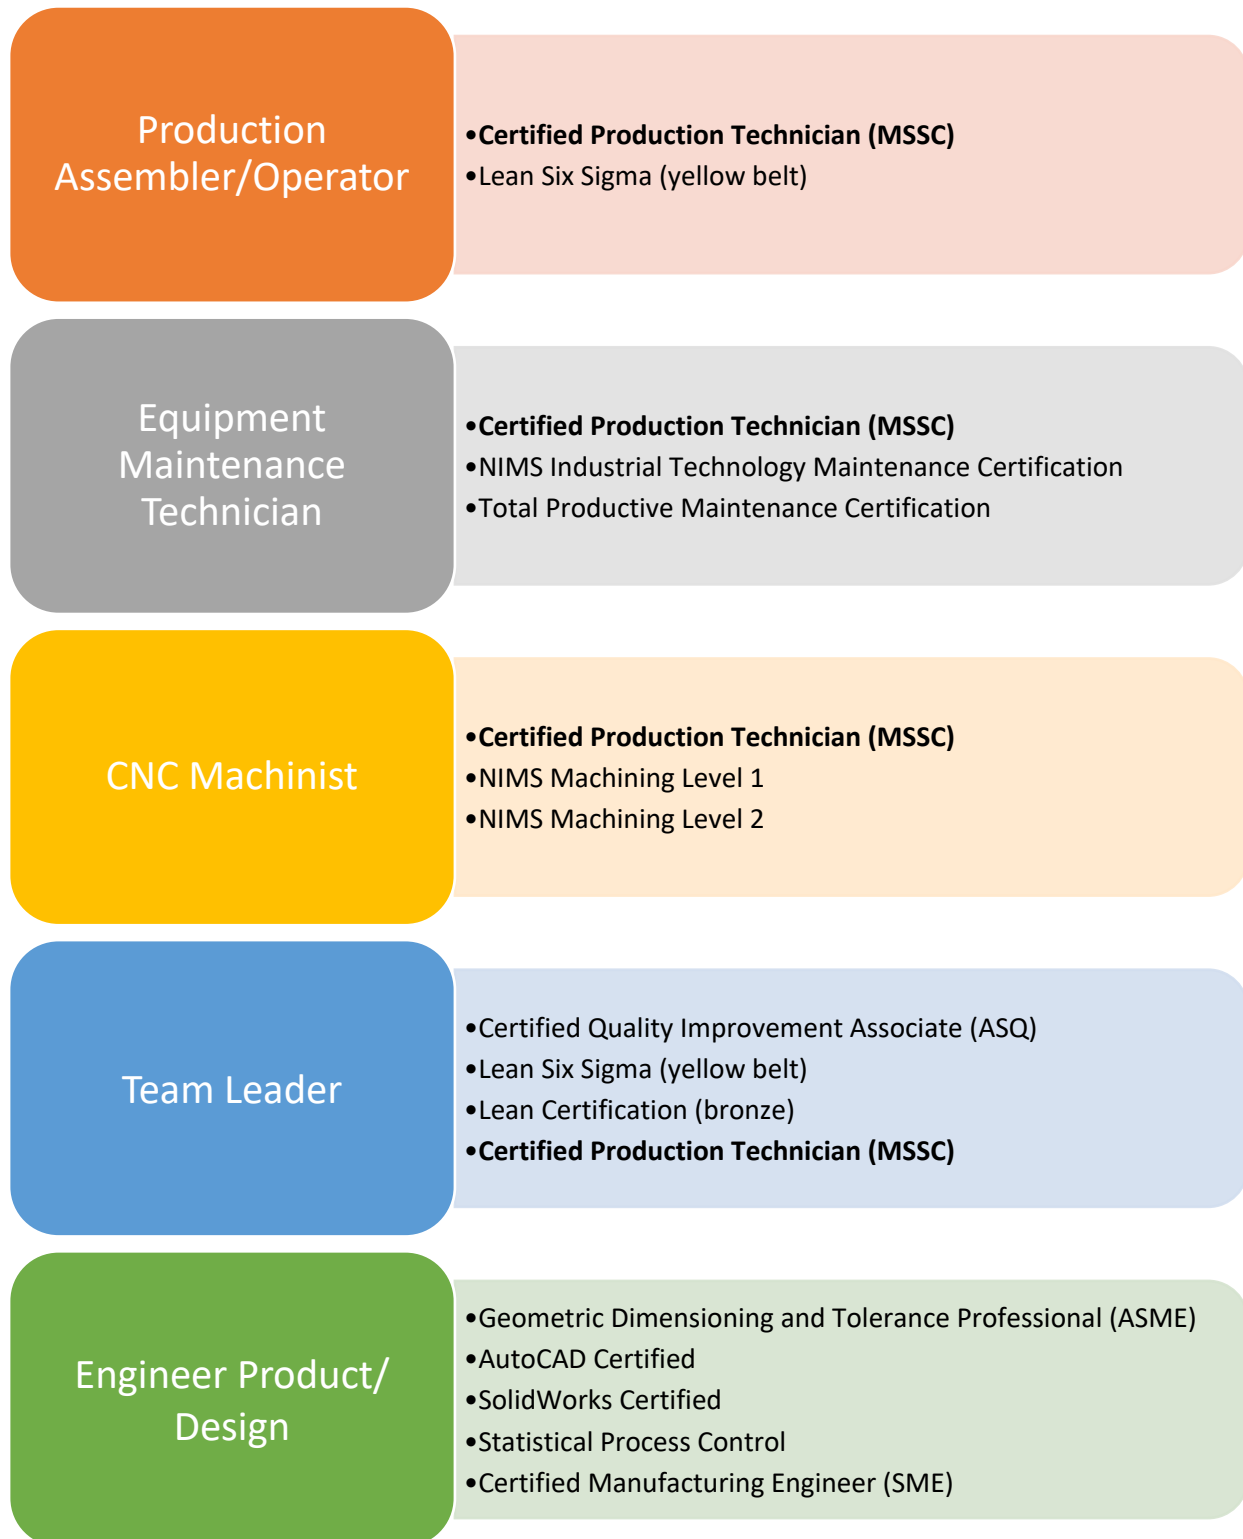 Production
Assembler/Operator
•Certified Production Technician (MSSC)
•Lean Six Sigma (yellow belt)
Equipment
Maintenance
Technician
•Certified Production Technician (MSSC)
•NIMS Industrial Technology Maintenance Certification
•Total Productive Maintenance Certification
CNC Machinist
•Certified Production Technician (MSSC)
•NIMS Machining Level 1
•NIMS Machining Level 2
Team Leader
•Certified Quality Improvement Associate (ASQ)
•Lean Six Sigma (yellow belt)
•Lean Certification (bronze)
•Certified Production Technician (MSSC)
Engineer Product/
Design
•Geometric Dimensioning and Tolerance Professional (ASME)
•AutoCAD Certified
•SolidWorks Certified
•Statistical Process Control
•Certified Manufacturing Engineer (SME)